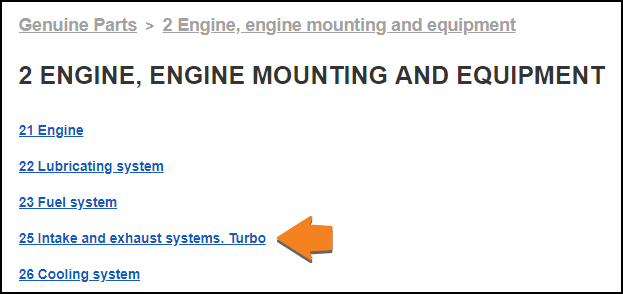 Genuine Parts > 2 Engine, engine mounting and equipment
2 ENGINE, ENGINE MOUNTING AND EQUIPMENT
21 Engine
22 Lubricating system
23 Fuel system
25 Intake and exhaust systems. Turbo
26 Cooling system